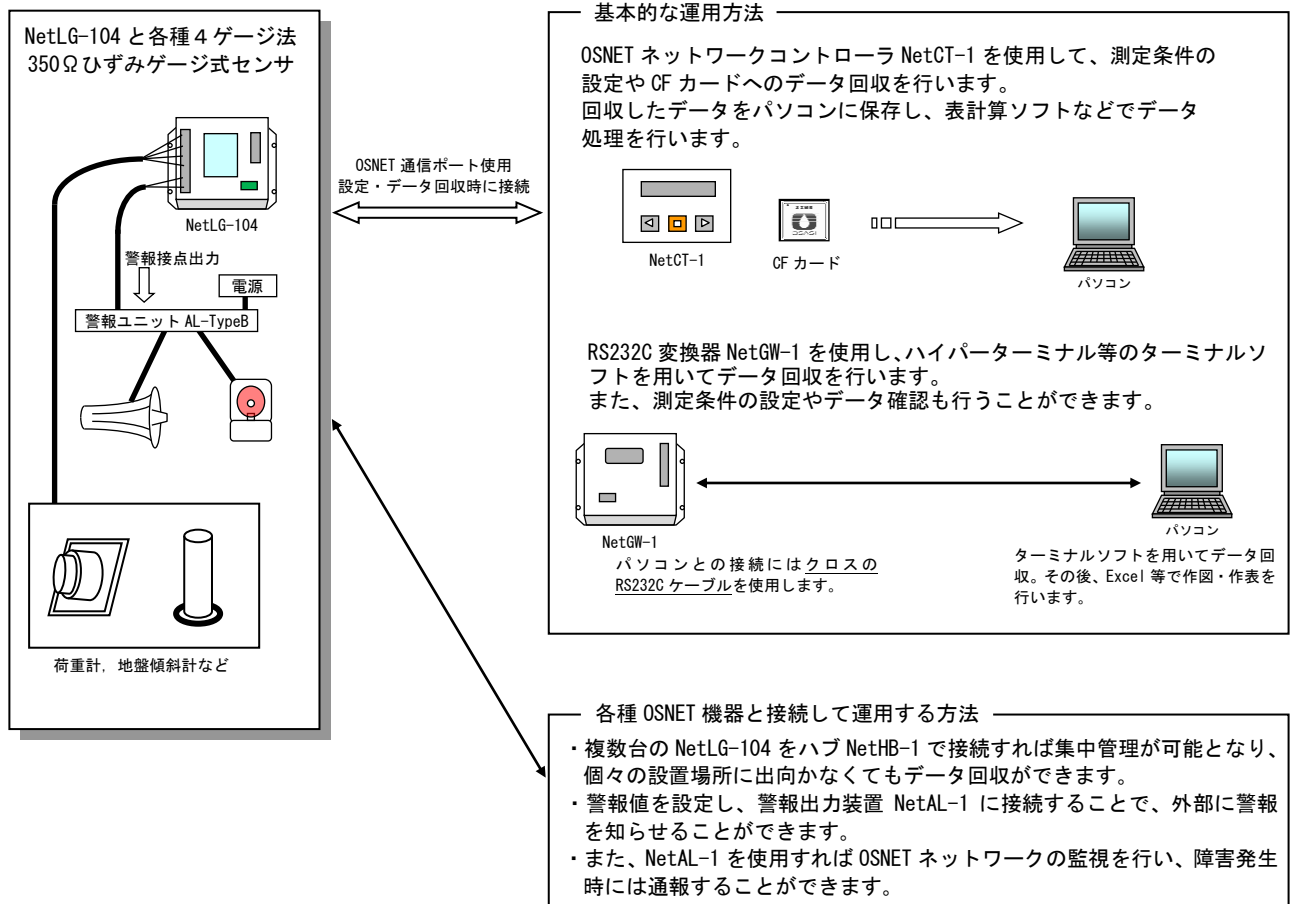 NetLG-104 と各種４ゲージ法
350Ωひずみゲージ式センサ
NetLG-104
警報接点出力
電源
警報ユニット AL-TypeB
荷重計，地盤傾斜計など
OSNET 通信ポート使用
設定・データ回収時に接続
基本的な運用方法
OSNET ネットワークコントローラ NetCT-1 を使用して、測定条件の
設定や CF カードへのデータ回収を行います。
回収したデータをパソコンに保存し、表計算ソフトなどでデータ
処理を行います。
NetCT-1
OSASI
CF カード
パソコン
RS232C 変換器 NetGW-1 を使用し、ハイパーターミナル等のターミナルソ
フトを用いてデータ回収を行います。
また、測定条件の設定やデータ確認も行うことができます。
NetGW-1
パソコンとの接続にはクロスの
RS232C ケーブルを使用します。
パソコン
ターミナルソフトを用いてデータ回
収。その後、Excel 等で作図・作表を
行います。
各種 OSNET 機器と接続して運用する方法
・複数台の NetLG-104 をハブ NetHB-1 で接続すれば集中管理が可能となり、
個々の設置場所に出向かなくてもデータ回収ができます。
・警報値を設定し、警報出力装置 NetAL-1 に接続することで、外部に警報
を知らせることができます。
・また、NetAL-1 を使用すれば OSNET ネットワークの監視を行い、障害発生
時には通報することができます。